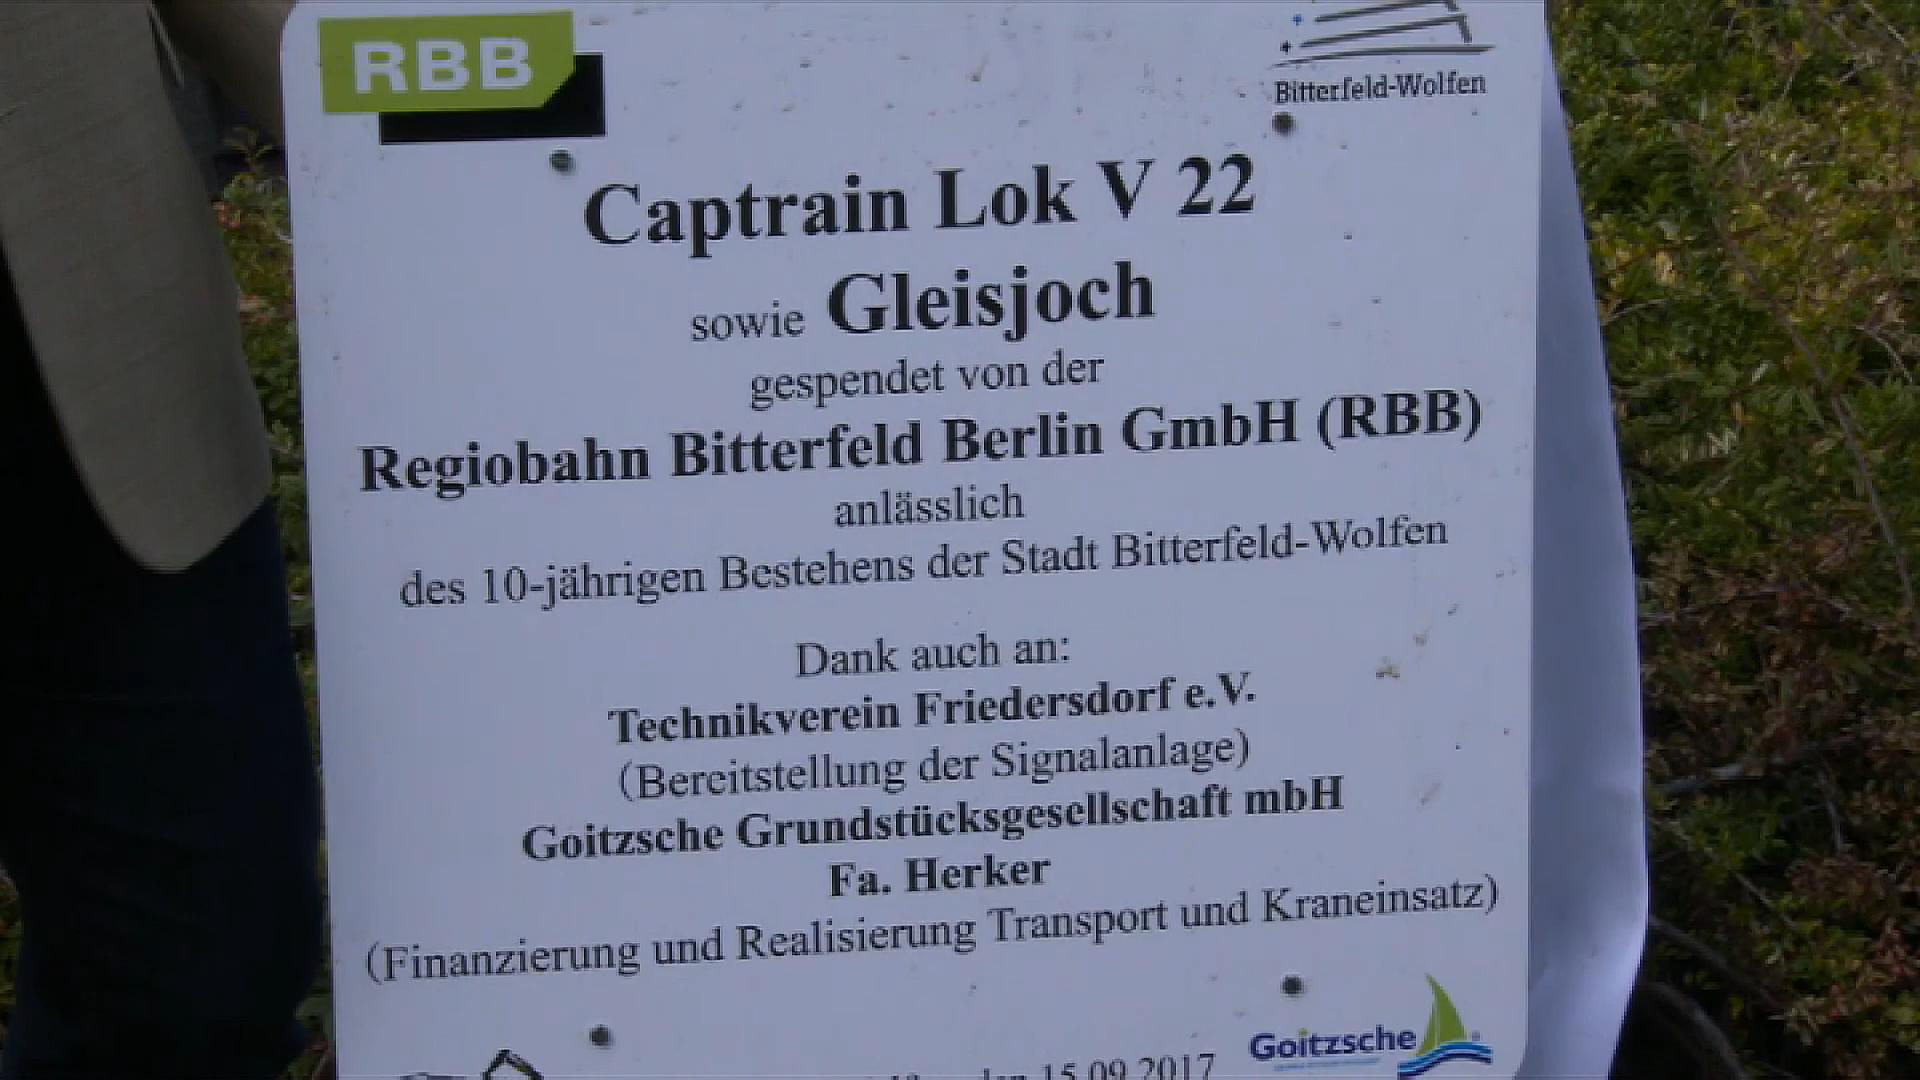 RBB
Bitterfeld-Wolfen
Captrain Lok V 22
sowie Gleisjoch
gespendet von der
Regiobahn Bitterfeld Berlin GmbH (RBB)
anlässlich
des 10-jährigen Bestehens der Stadt Bitterfeld-Wolfen
Dank auch an:
Technikverein Friedersdorf e.V.
(Bereitstellung der Signalanlage)
Goitzsche Grundstücksgesellschaft mbH
Fa. Herker
(Finanzierung und Realisierung Transport und Kraneinsatz)
Goitzsche
15.09.2017